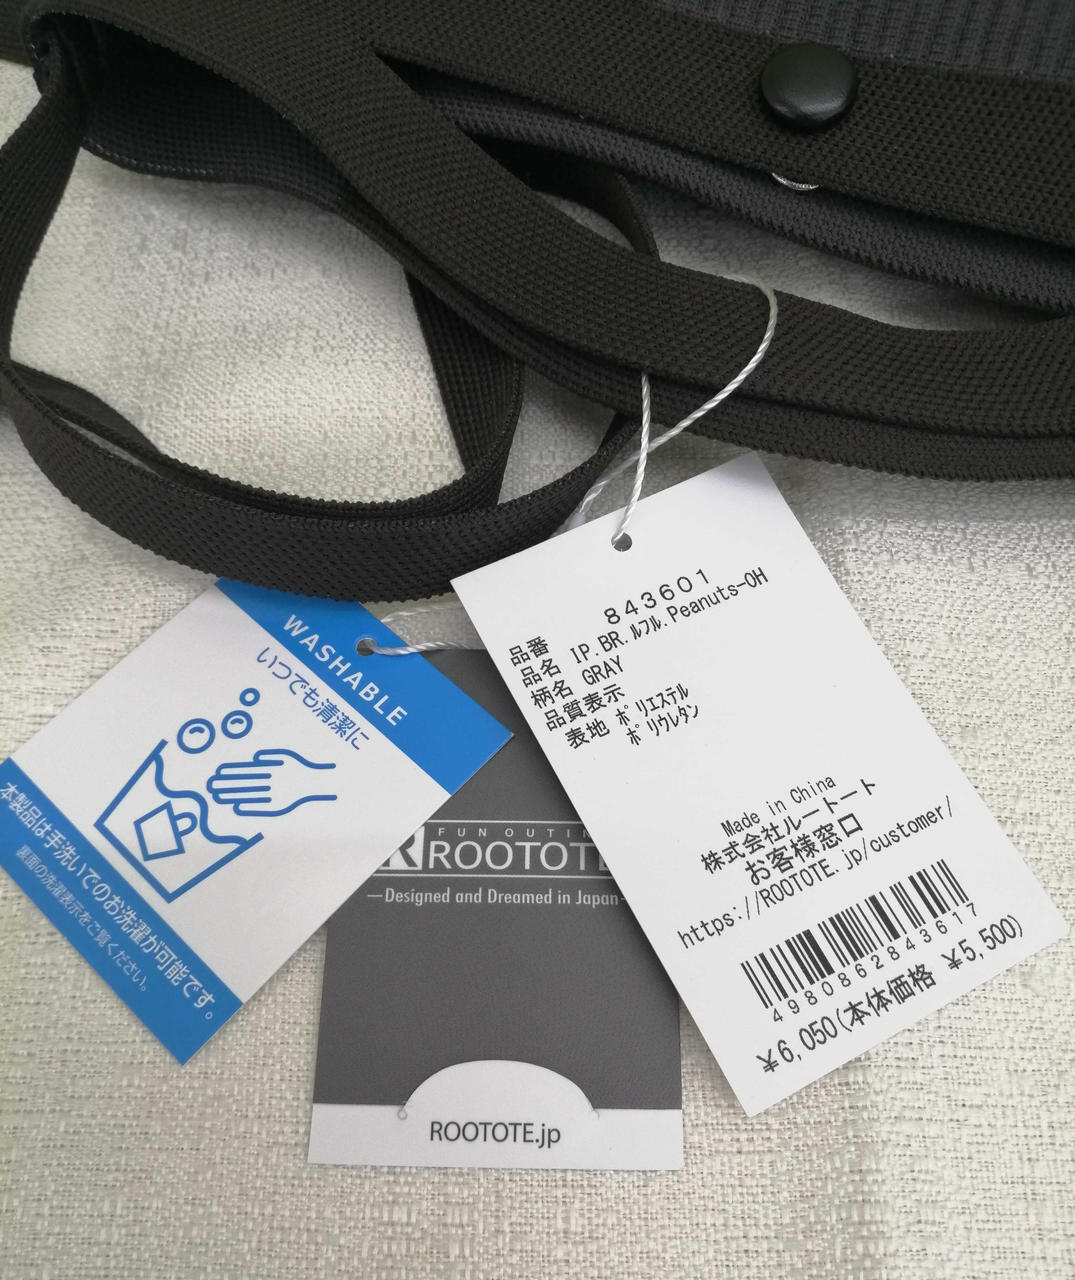 WASHABLE
いつでも清潔に
本製品は手洗いでのお洗濯が可能です。
裏面の洗濯表示をご覧ください。
FUN OUTIN
ROOTOTE
—Designed and Dreamed in Japan-
ROOTOTE.jp
品番 843601
品名 IP.BR.ﾙﾌﾙ.Peanuts-0H
柄名 GRAY
品質表示
表地 ﾎﾟﾘｴｽﾃﾙ
ﾎﾟﾘｳﾚﾀﾝ
Made in China
株式会社ルートート
お客様窓口
https://ROOTOTE.jp/customer/
4980862843617
¥6,050(本体価格 ¥5,500)